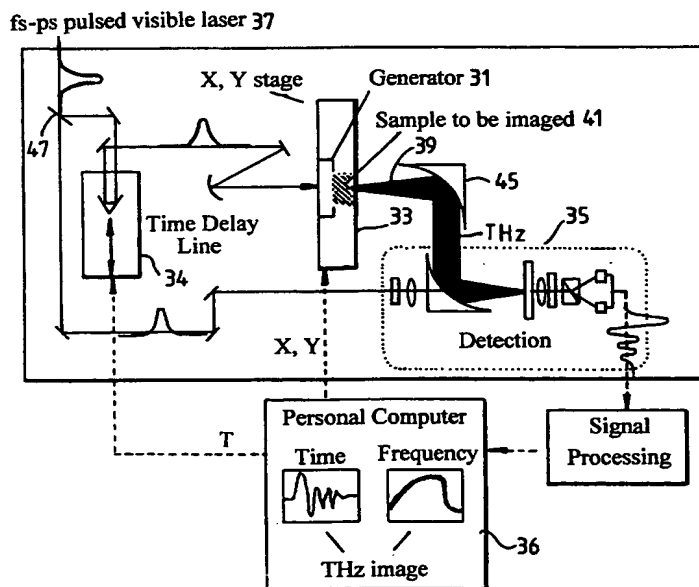 fs-ps pulsed visible laser 37
X, Y stage
Generator 31
Sample to be imaged 41
39
45
47
Time Delay
Line
34
33
THz
35
Detection
X, Y
T
Personal Computer
Time
Frequency
THz image
36
Signal
Processing